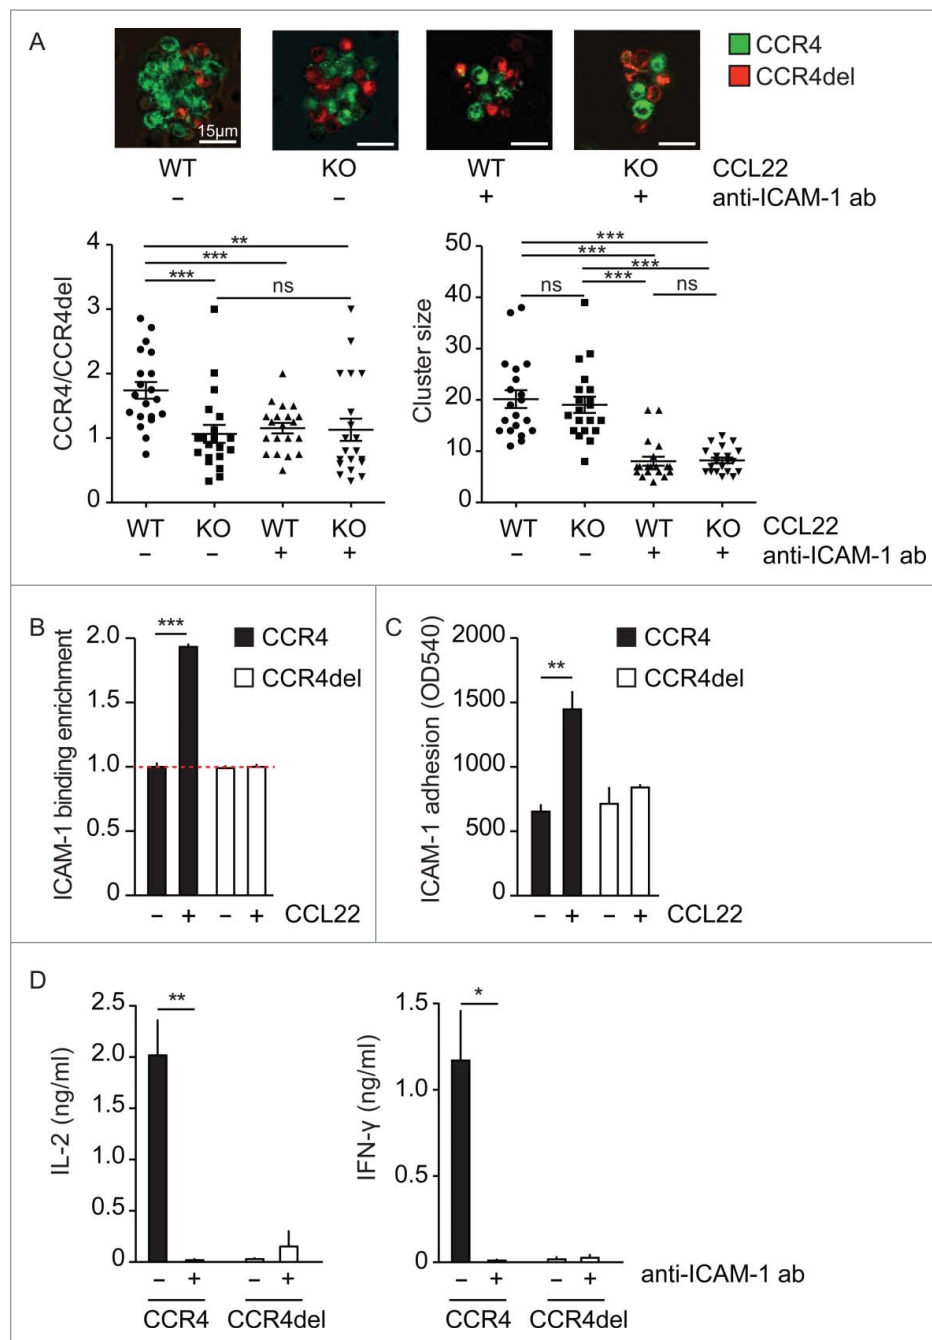 A
CCR4
CCR4del
15µm
WT KO WT KO CCL22
– – + + anti-ICAM-1 ab
CCR4/CCR4del
4
3
2
1
0
**
***
***
ns
WT KO WT KO CCL22
– – + + anti-ICAM-1 ab
Cluster size
50
40
30
20
10
0
***
***
***
***
ns
ns
WT KO WT KO CCL22
– – + + anti-ICAM-1 ab
B
ICAM-1 binding enrichment
2.0
1.5
1.0
0.5
0
***
CCR4
CCR4del
– + – + CCL22
C
ICAM-1 adhesion (OD540)
2000
1500
1000
500
0
**
CCR4
CCR4del
– + – + CCL22
D
IL-2 (ng/ml)
2.5
2.0
1.5
1.0
0.5
0
**
– + – +
CCR4 CCR4del
IFN-γ (ng/ml)
1.5
1.0
0.5
0
*
– + – + anti-ICAM-1 ab
CCR4 CCR4del